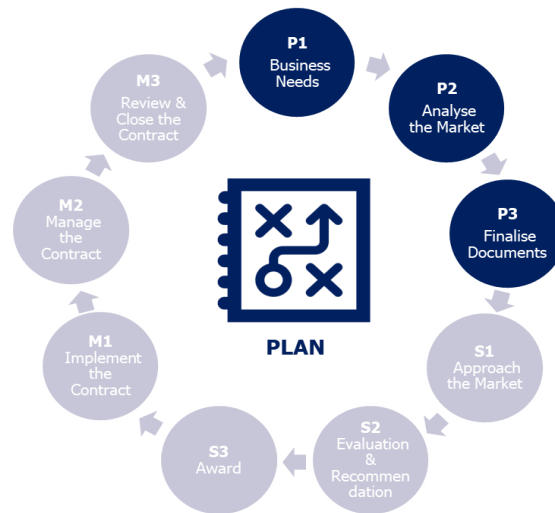 P1
Business
Needs
P2
Analyse
the Market
P3
Finalise
Documents
S1
Approach
the Market
S2
Evaluation
&
Recommen
dation
S3
Award
M1
Implement
the
Contract
M2
Manage
the
Contract
M3
Review &
Close the
Contract
PLAN